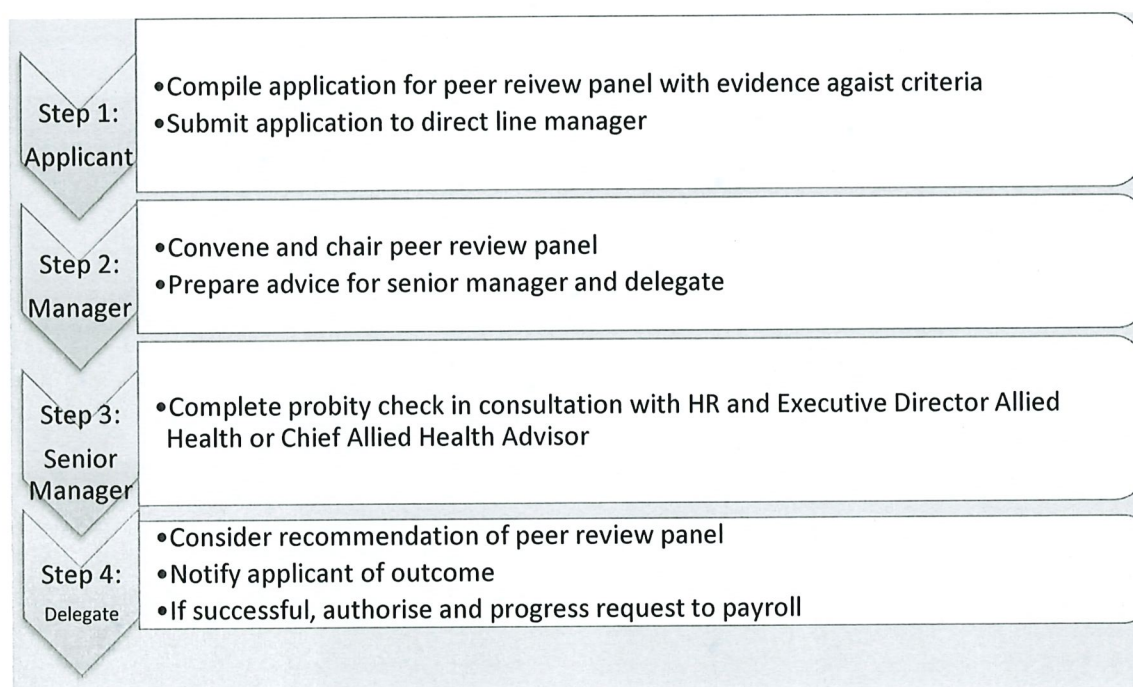 Step 1:
Applicant
•Compile application for peer reivew panel with evidence agaist criteria
•Submit application to direct line manager
Step 2:
Manager
•Convene and chair peer review panel
•Prepare advice for senior manager and delegate
Step 3:
Senior
Manager
•Complete probity check in consultation with HR and Executive Director Allied
Health or Chief Allied Health Advisor
Step 4:
Delegate
•Consider recommendation of peer review panel
•Notify applicant of outcome
•If successful, authorise and progress request to payroll